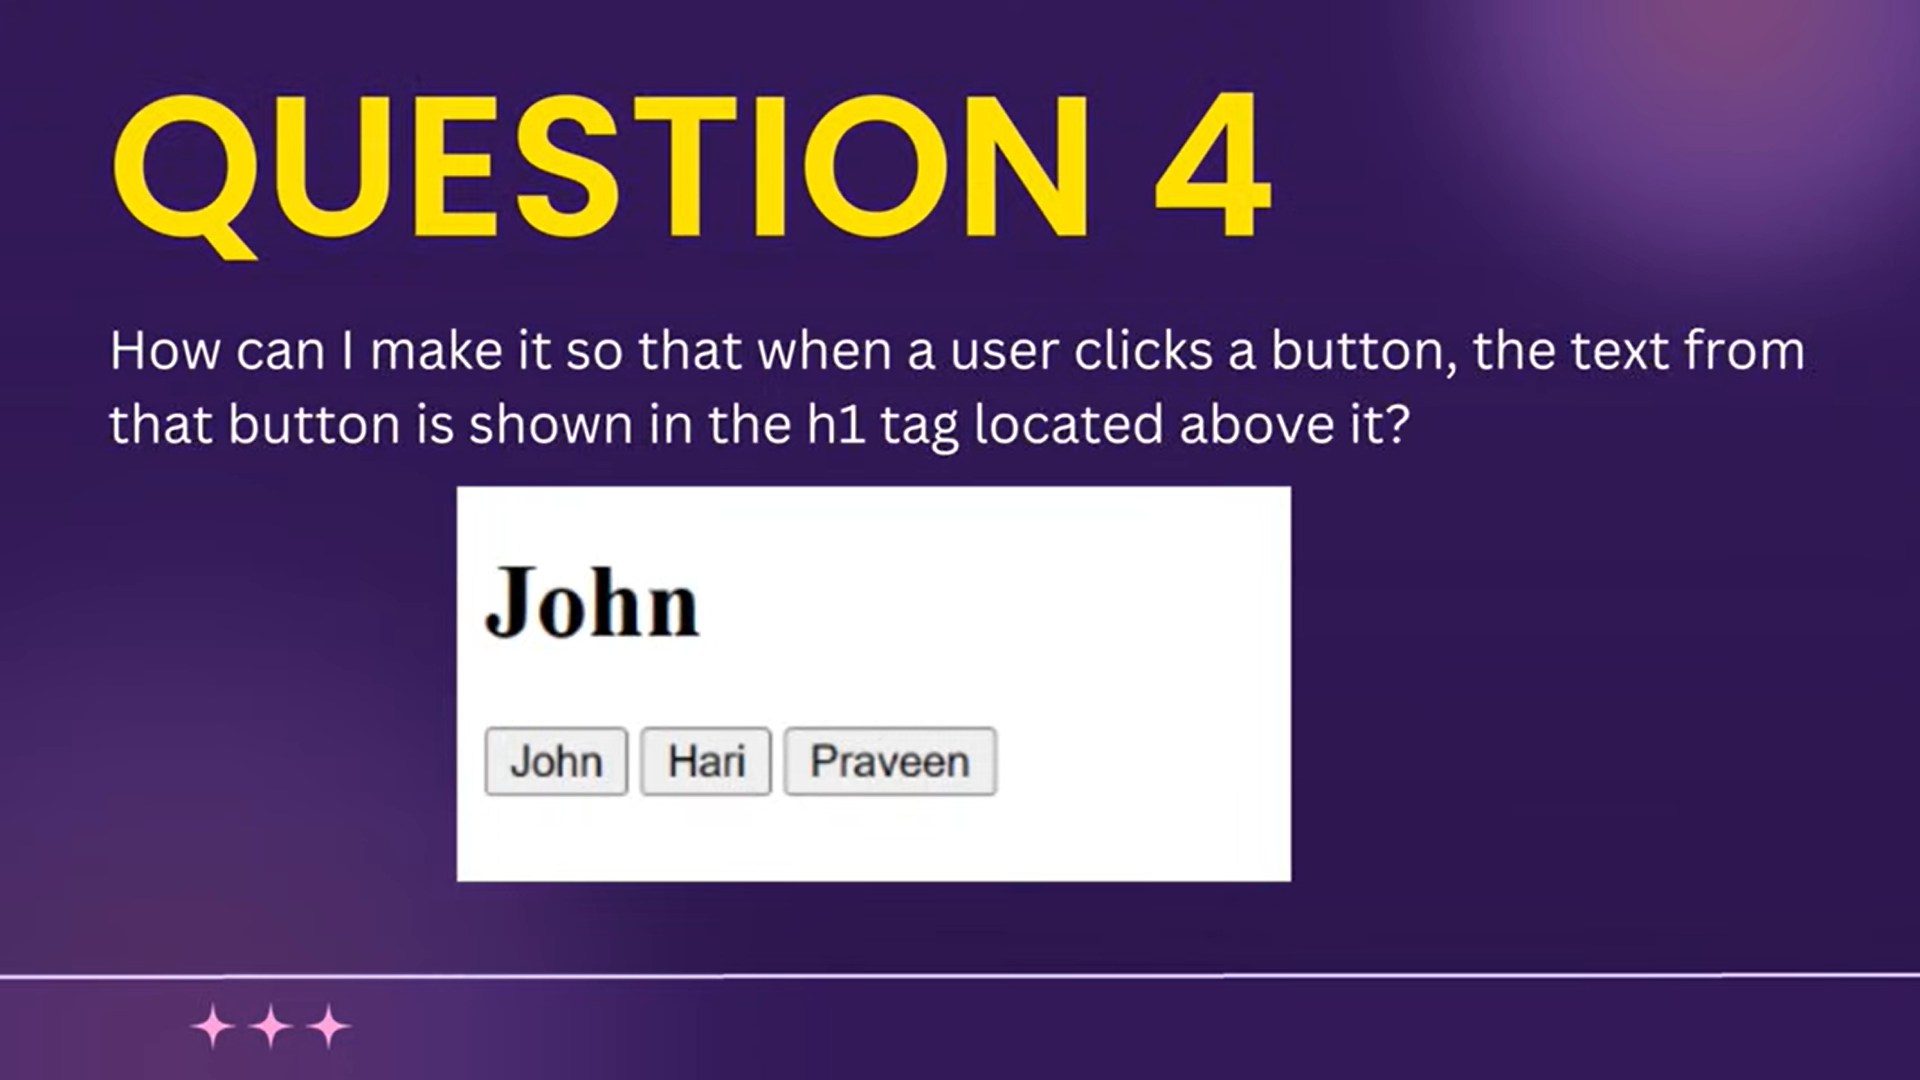 QUESTION 4
How can I make it so that when a user clicks a button, the text from
that button is shown in the h1 tag located above it?
John
John Hari Praveen